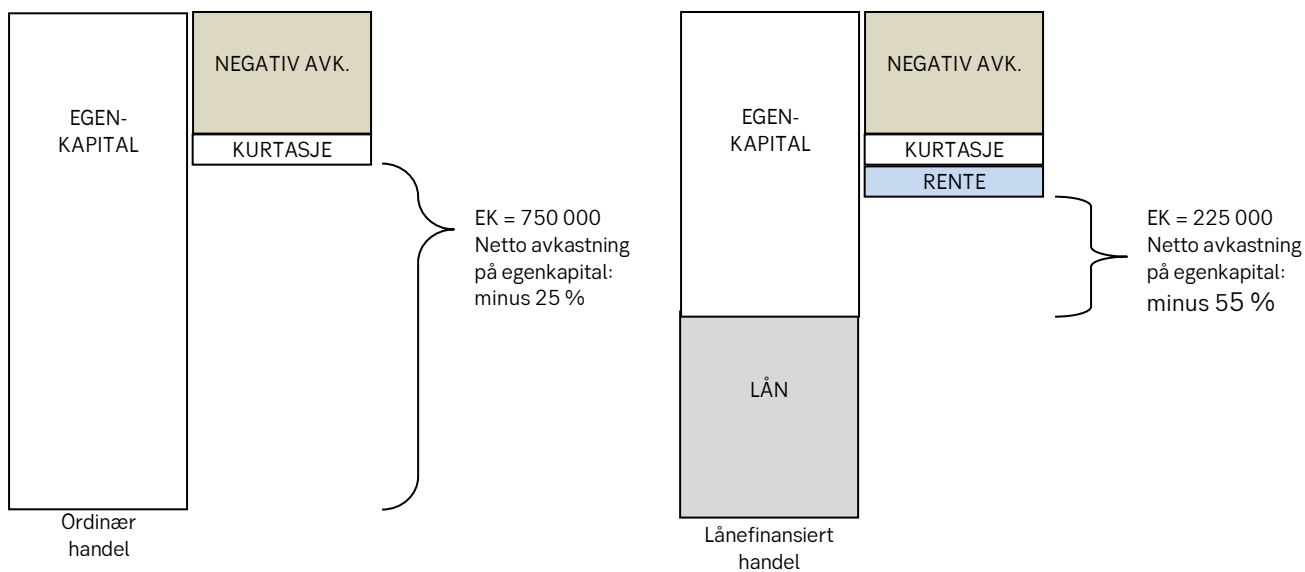 EGEN-
KAPITAL
NEGATIV AVK.
KURTASJE
EK = 750 000
Netto avkastning
på egenkapital:
minus 25 %
Ordinær
handel
EGEN-
KAPITAL
NEGATIV AVK.
KURTASJE
RENTE
EK = 225 000
Netto avkastning
på egenkapital:
minus 55 %
LÅN
Lånefinansiert
handel